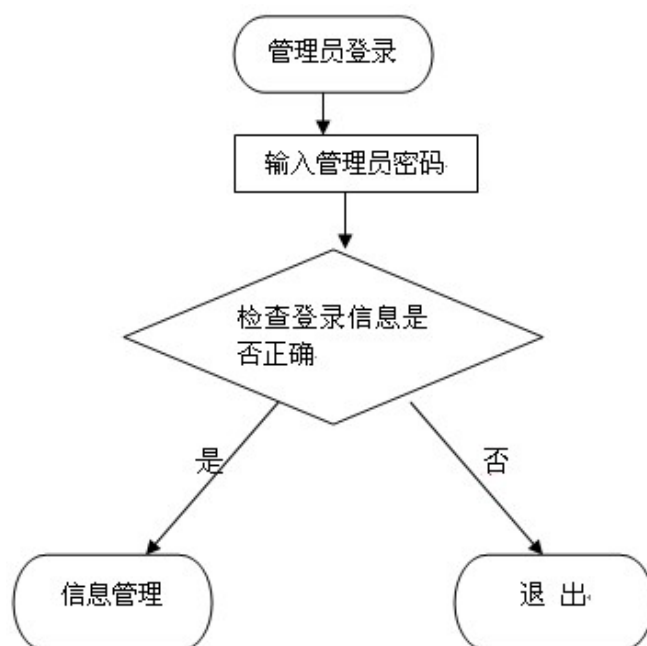 管理员登录
输入管理员密码
检查登录信息是
否正确
是
否
信息管理
退 出